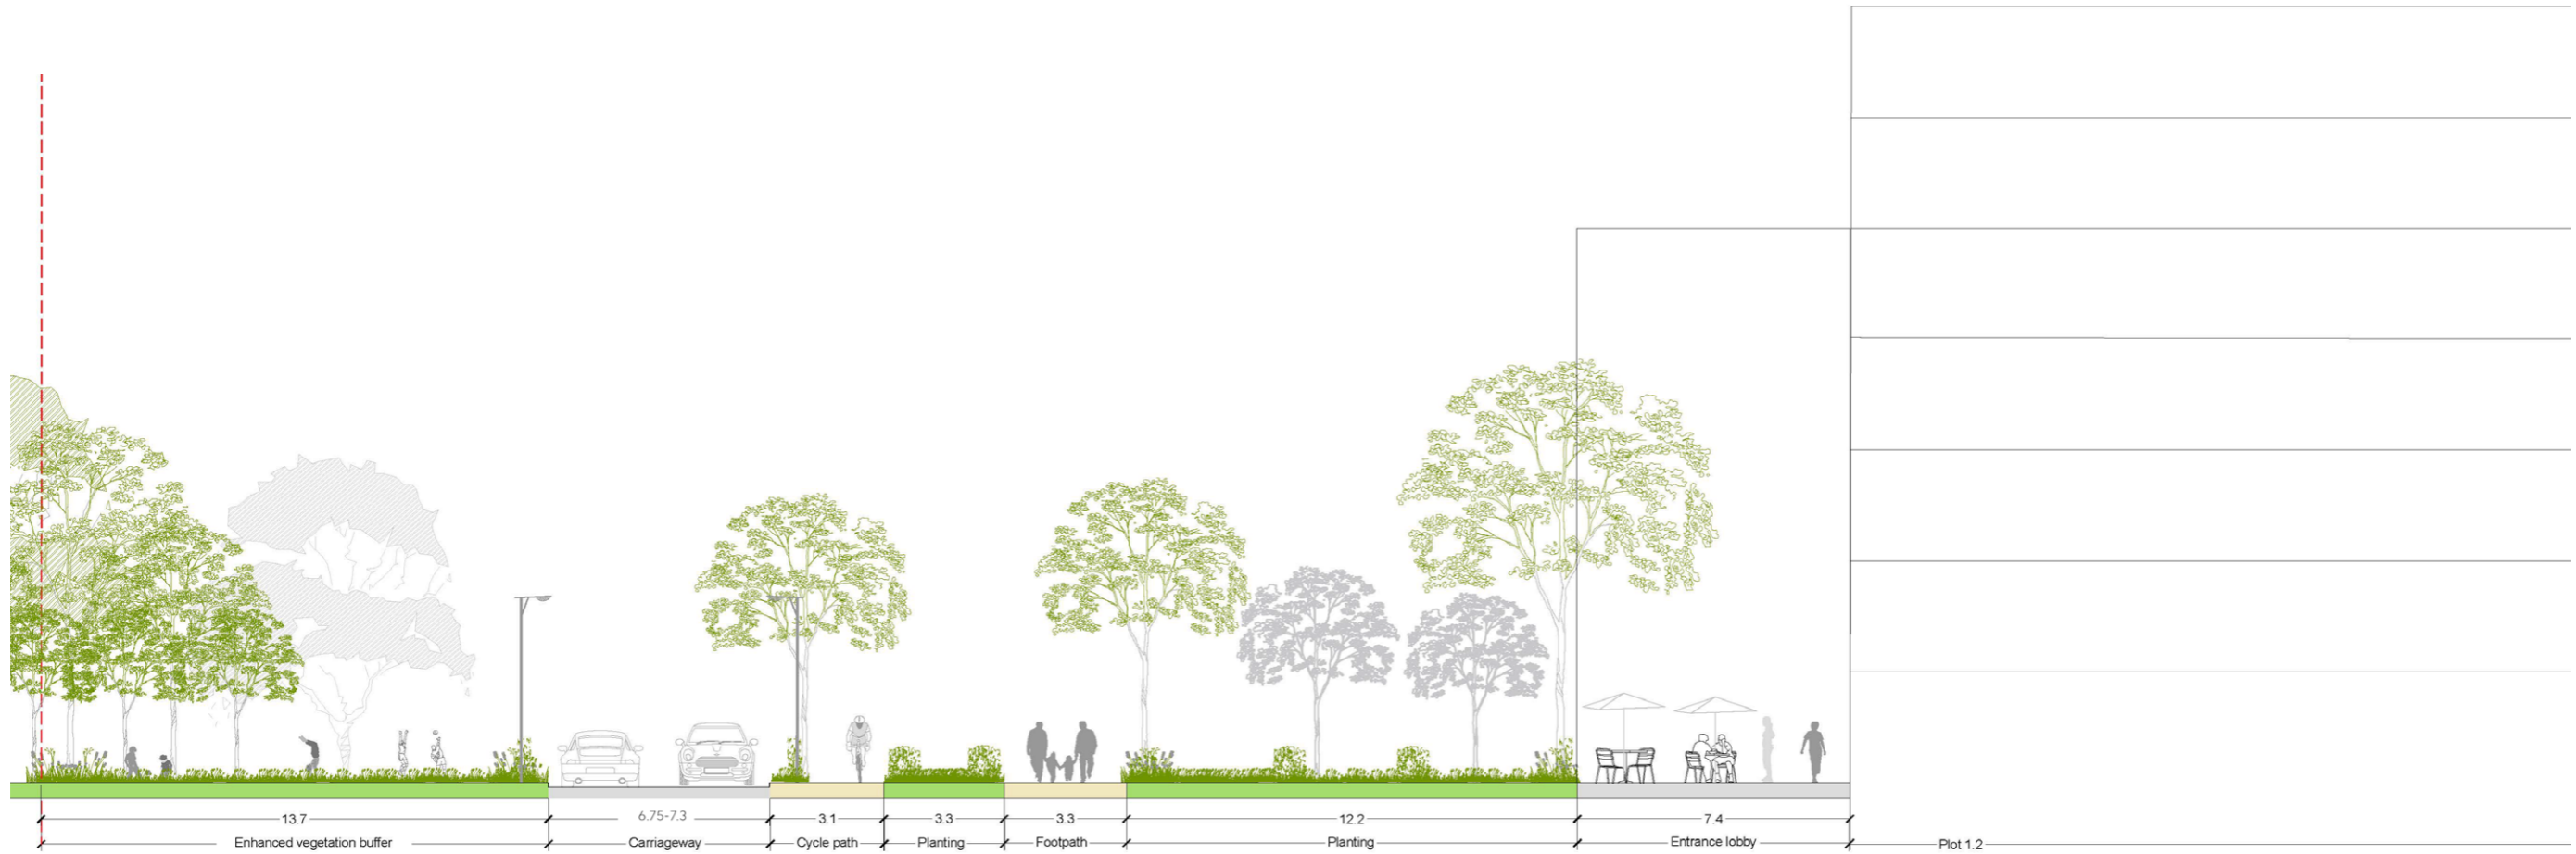 13.7 6.75-7.3 3.1 3.3 3.3 12.2 7.4
Enhanced vegetation buffer Carriageway Cycle path Planting Footpath Planting Entrance lobby Plot 1.2